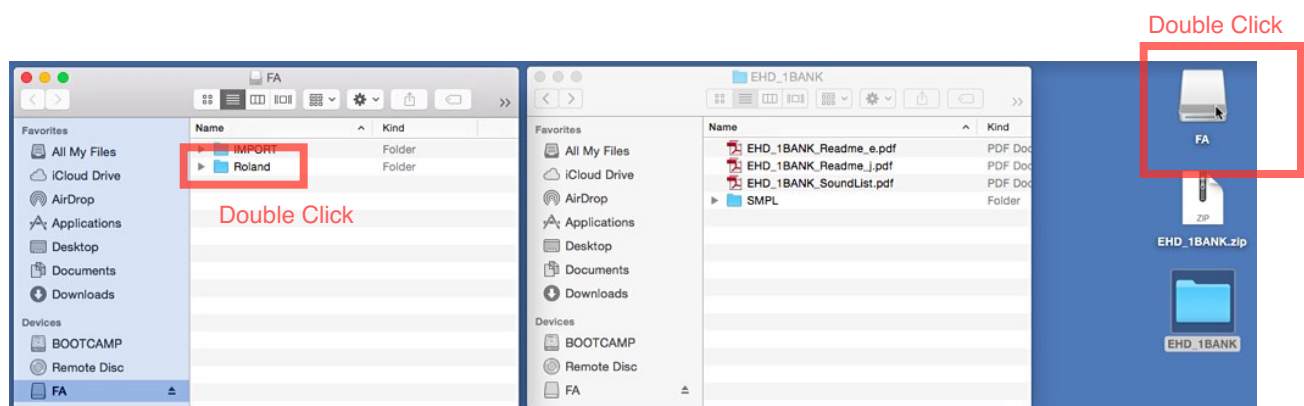 Double Click
FA
Name
Kind
IMPORT
Folder
Roland
Folder
Double Click
Favorites
All My Files
iCloud Drive
AirDrop
Applications
Desktop
Documents
Downloads
Devices
BOOTCAMP
Remote Disc
FA
EHD_1BANK
Name
Kind
EHD_1BANK_Readme_e.pdf
PDF Doc
EHD_1BANK_Readme_j.pdf
PDF Doc
EHD_1BANK_SoundList.pdf
PDF Doc
SMPL
Folder
Favorites
All My Files
iCloud Drive
AirDrop
Applications
Desktop
Documents
Downloads
Devices
BOOTCAMP
Remote Disc
FA
FA
ZIP
EHD_1BANK.zip
EHD_1BANK